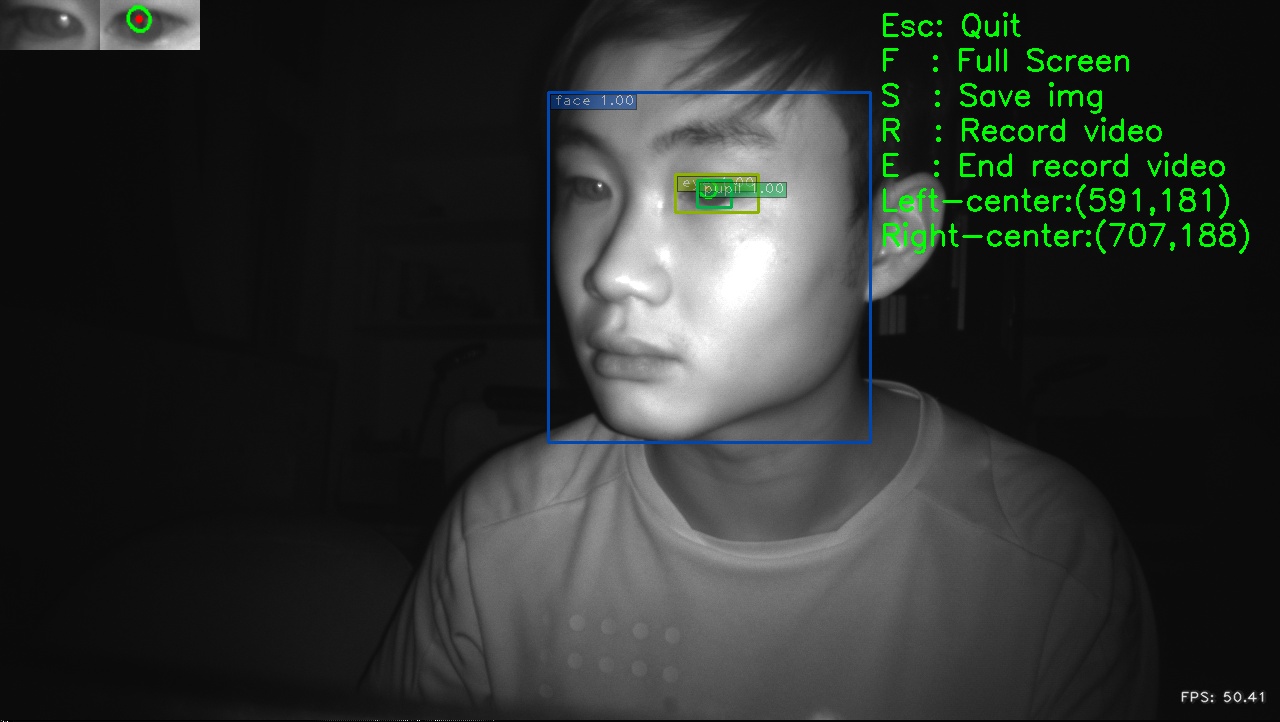 Esc: Quit
F : Full Screen
S : Save img
R : Record video
E : End record video
Left-center:(591,181)
Right-center:(707,188)
face 1.00
pupil 1.00
FPS: 50.41